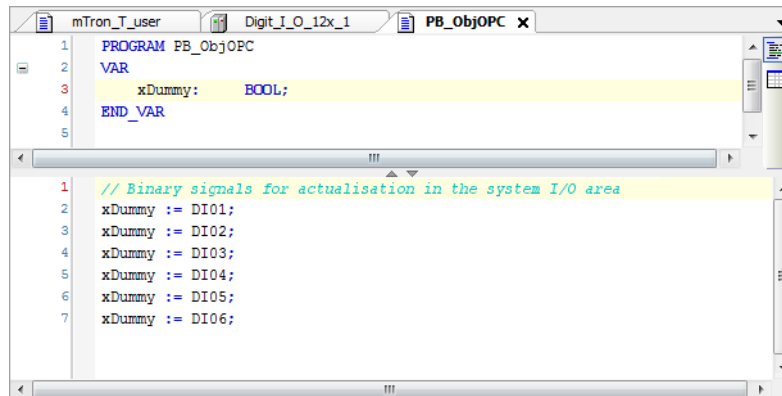 mTron_T_user Digit_I_O_12x_1 PB_ObjOPC
1 PROGRAM PB_ObjOPC
2 VAR
3 xDummy: BOOL;
4 END_VAR
5
1 // Binary signals for actualisation in the system I/O area
2 xDummy := DI01;
3 xDummy := DI02;
4 xDummy := DI03;
5 xDummy := DI04;
6 xDummy := DI05;
7 xDummy := DI06;